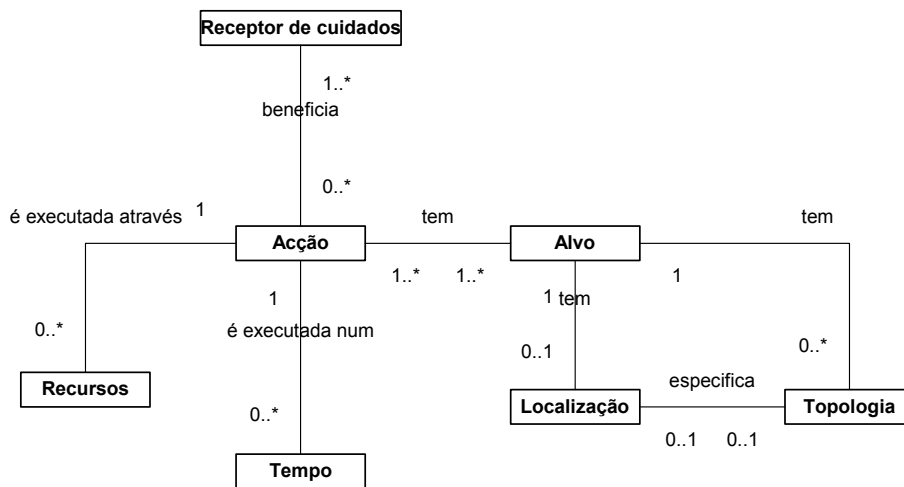 Receptor de cuidados
1..*
beneficia
0..*
é executada através
1
tem
tem
Acção
Alvo
1..*
1..*
1
1
1
tem
0..*
é executada num
0..1
0..*
especifica
Recursos
Localização
Topologia
0..*
0..1
0..1
Tempo